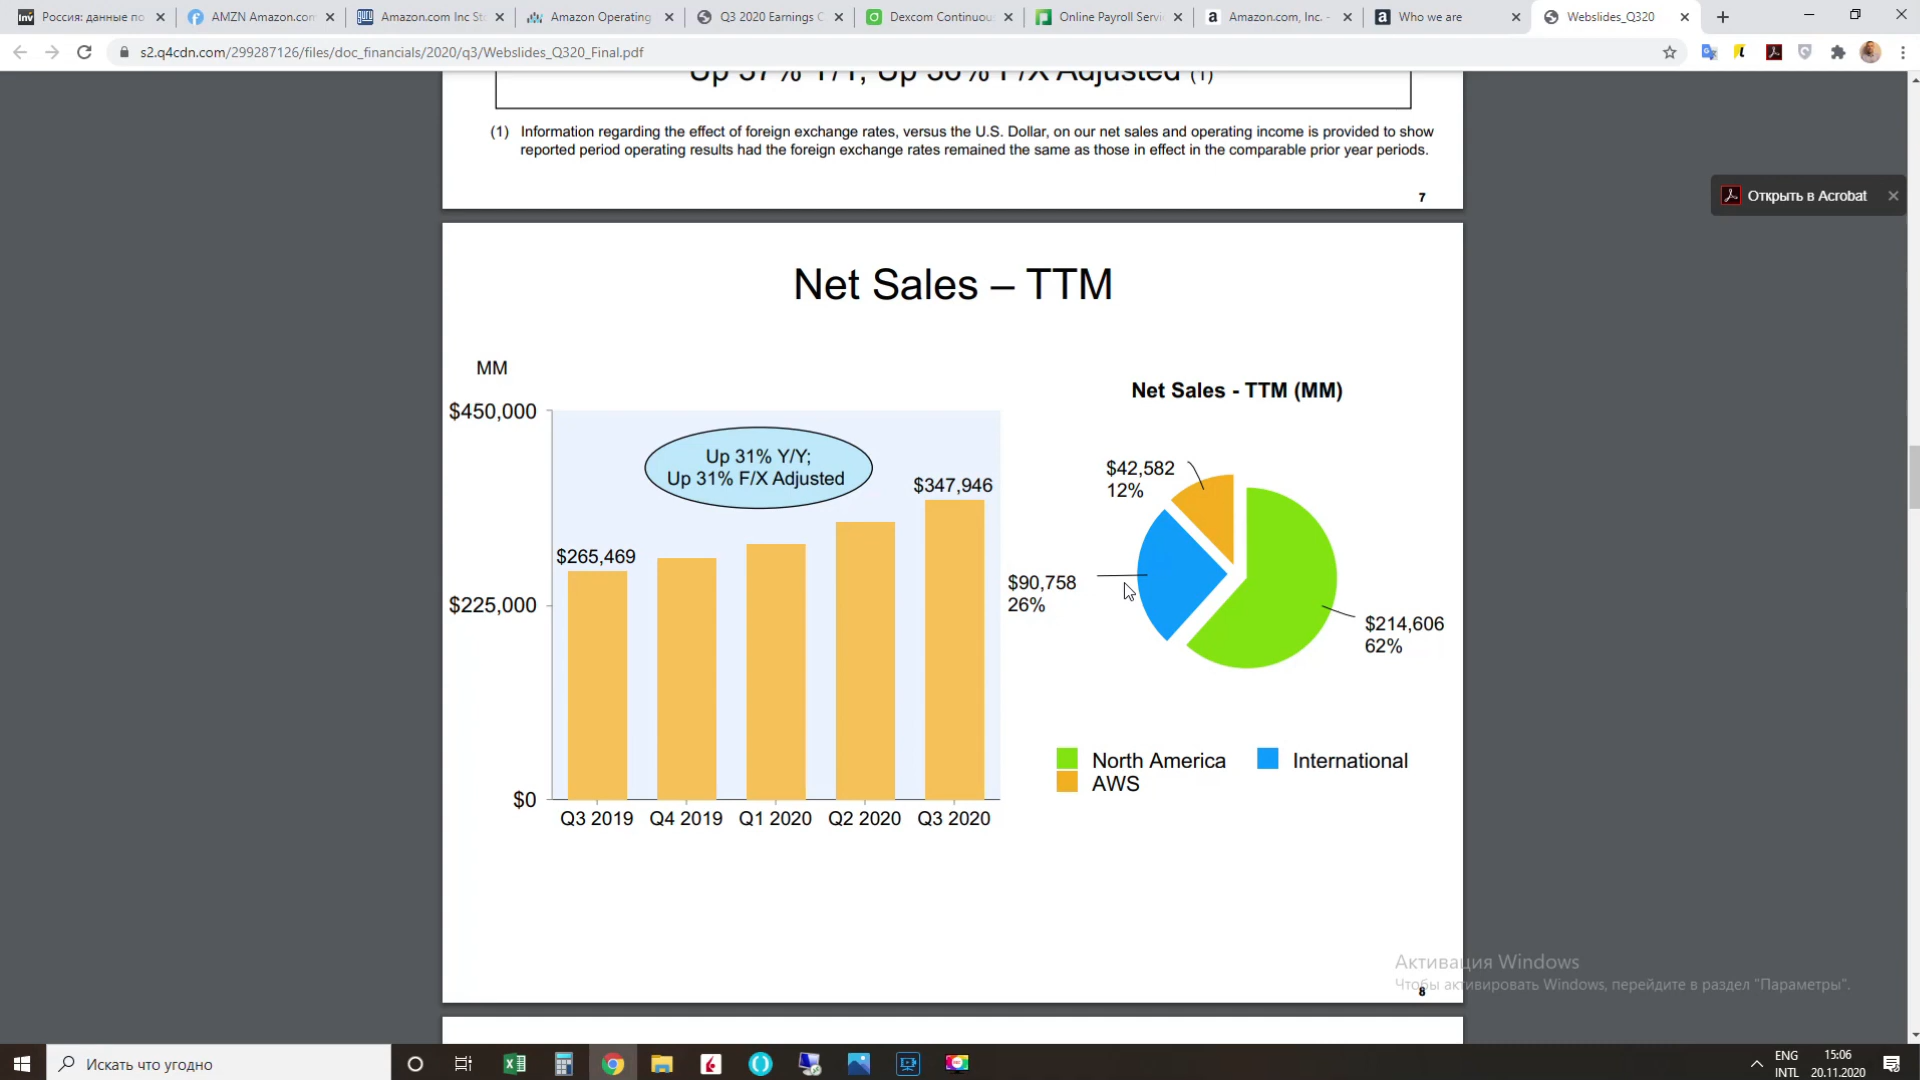 Россия: данные по
AMZN Amazon.com
Amazon.com Inc St
Amazon Operating
Q3 2020 Earnings C
Dexcom Continuou
Online Payroll Servic
Amazon.com, Inc. -
Who we are
Webslides_Q320
s2.q4cdn.com/299287126/files/doc_financials/2020/q3/Webslides_Q320_Final.pdf
Up 37% Y/Y; Up 36% F/X Adjusted (1)
(1) Information regarding the effect of foreign exchange rates, versus the U.S. Dollar, on our net sales and operating income is provided to show
reported period operating results had the foreign exchange rates remained the same as those in effect in the comparable prior year periods.
7
Открыть в Acrobat
Net Sales – TTM
MM
$450,000
$225,000
$0
Up 31% Y/Y;
Up 31% F/X Adjusted
$265,469
$347,946
Q3 2019 Q4 2019 Q1 2020 Q2 2020 Q3 2020
Net Sales - TTM (MM)
$42,582
12%
$90,758
26%
$214,606
62%
North America International
AWS
8
Активация Windows
Чтобы активировать Windows, перейдите в раздел "Параметры".
Искать что угодно
ENG
INTL
15:06
20.11.2020